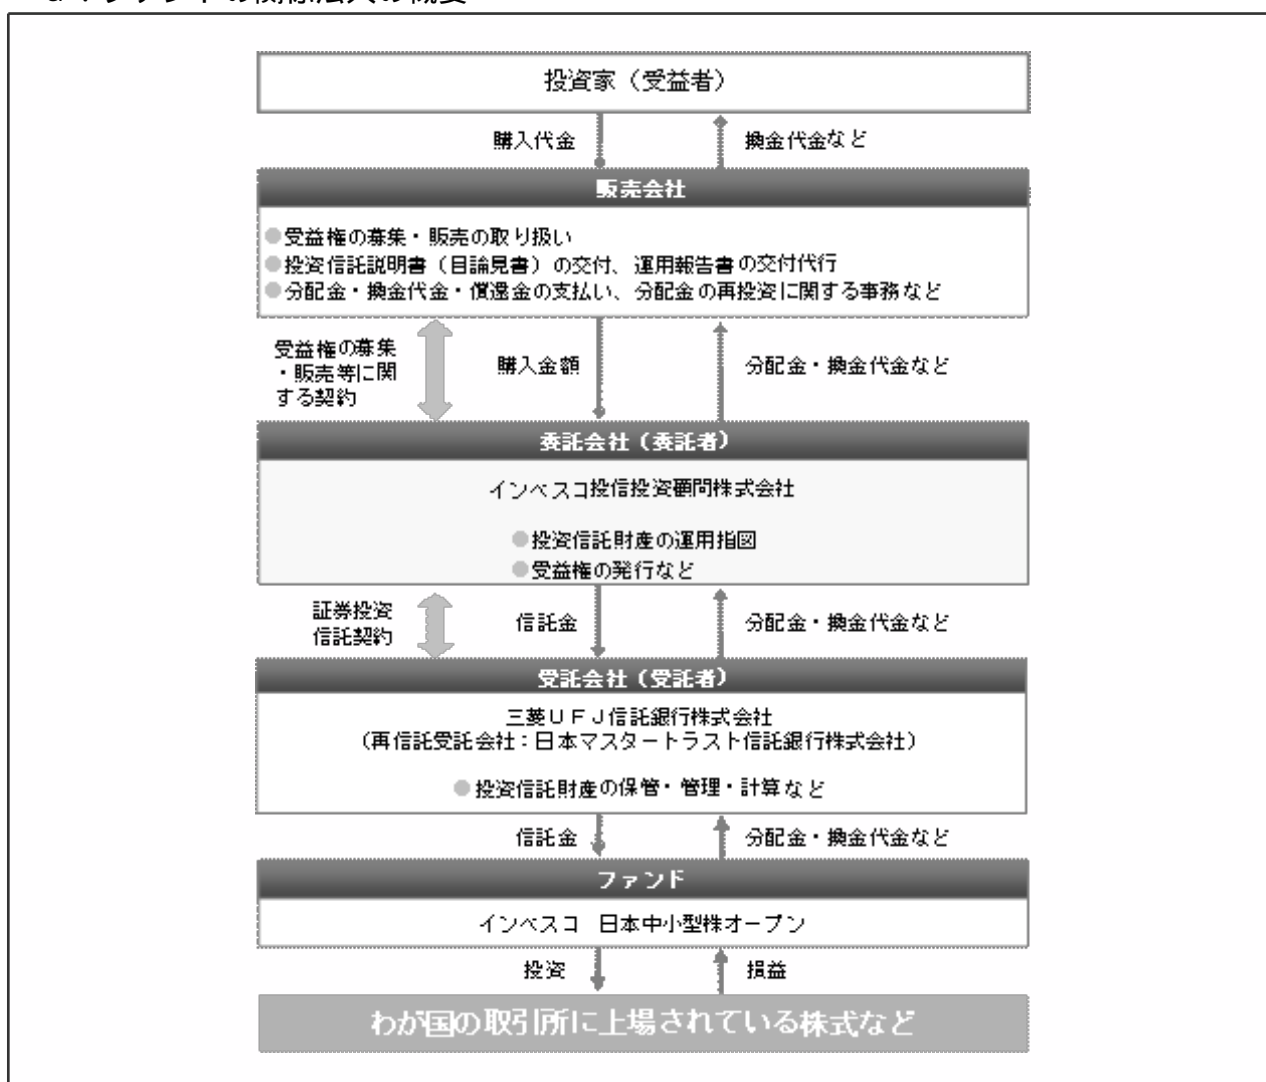 投資家（受益者）
購入代金
換金代金など
販売会社
●受益権の募集・販売の取り扱い
●投資信託説明書（目論見書）の交付、運用報告書の交付代行
●分配金・換金代金・償還金の支払い、分配金の再投資に関する事務など
受益権の募集
・販売等に関
する契約
購入金額
分配金・換金代金など
委託会社（委託者）
インベスコ投信投資顧問株式会社
●投資信託財産の運用指図
●受益権の発行など
証券投資
信託契約
信託金
分配金・換金代金など
受託会社（受託者）
三菱ＵＦＪ信託銀行株式会社
（再信託受託会社：日本マスタートラスト信託銀行株式会社）
●投資信託財産の保管・管理・計算など
信託金
分配金・換金代金など
ファンド
インベスコ　日本中小型株オープン
投資
損益
わが国の取引所に上場されている株式など